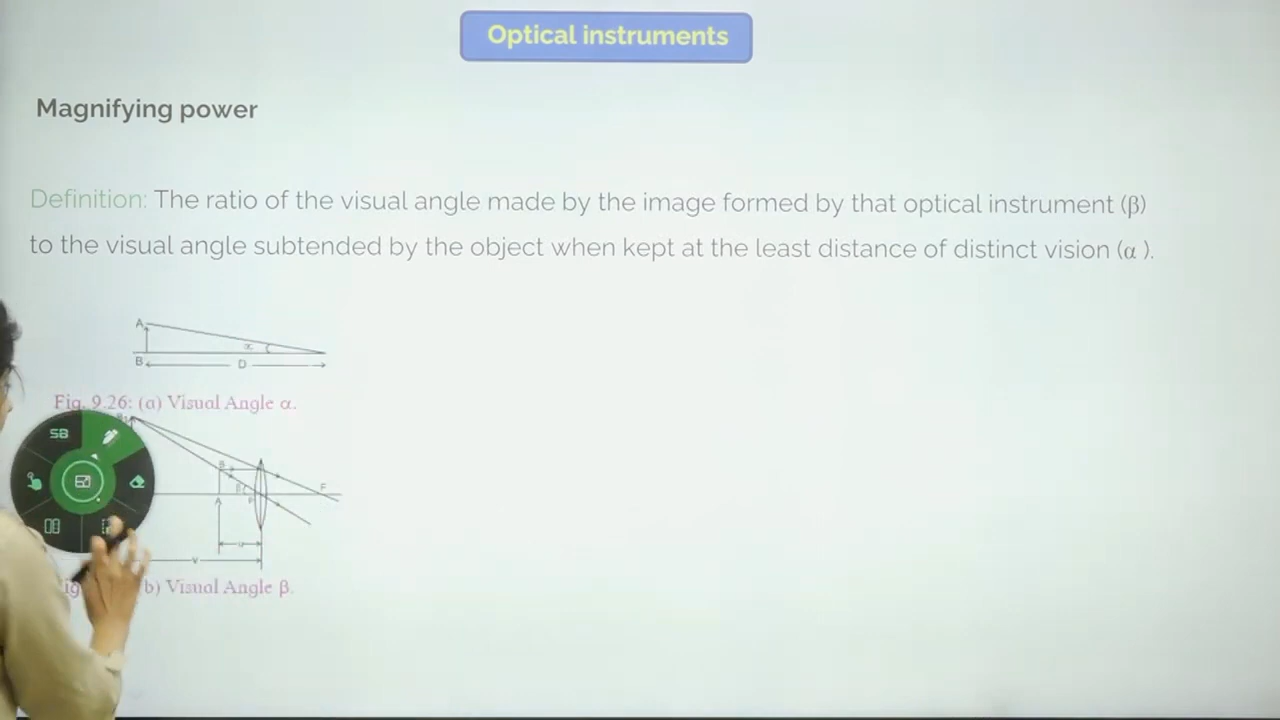 Optical instruments
Magnifying power
Definition: The ratio of the visual angle made by the image formed by that optical instrument (β)
to the visual angle subtended by the object when kept at the least distance of distinct vision (α ).
A
B
D
Fig. 9.26: (a) Visual Angle α.
B
F
A
u
v
b) Visual Angle β.